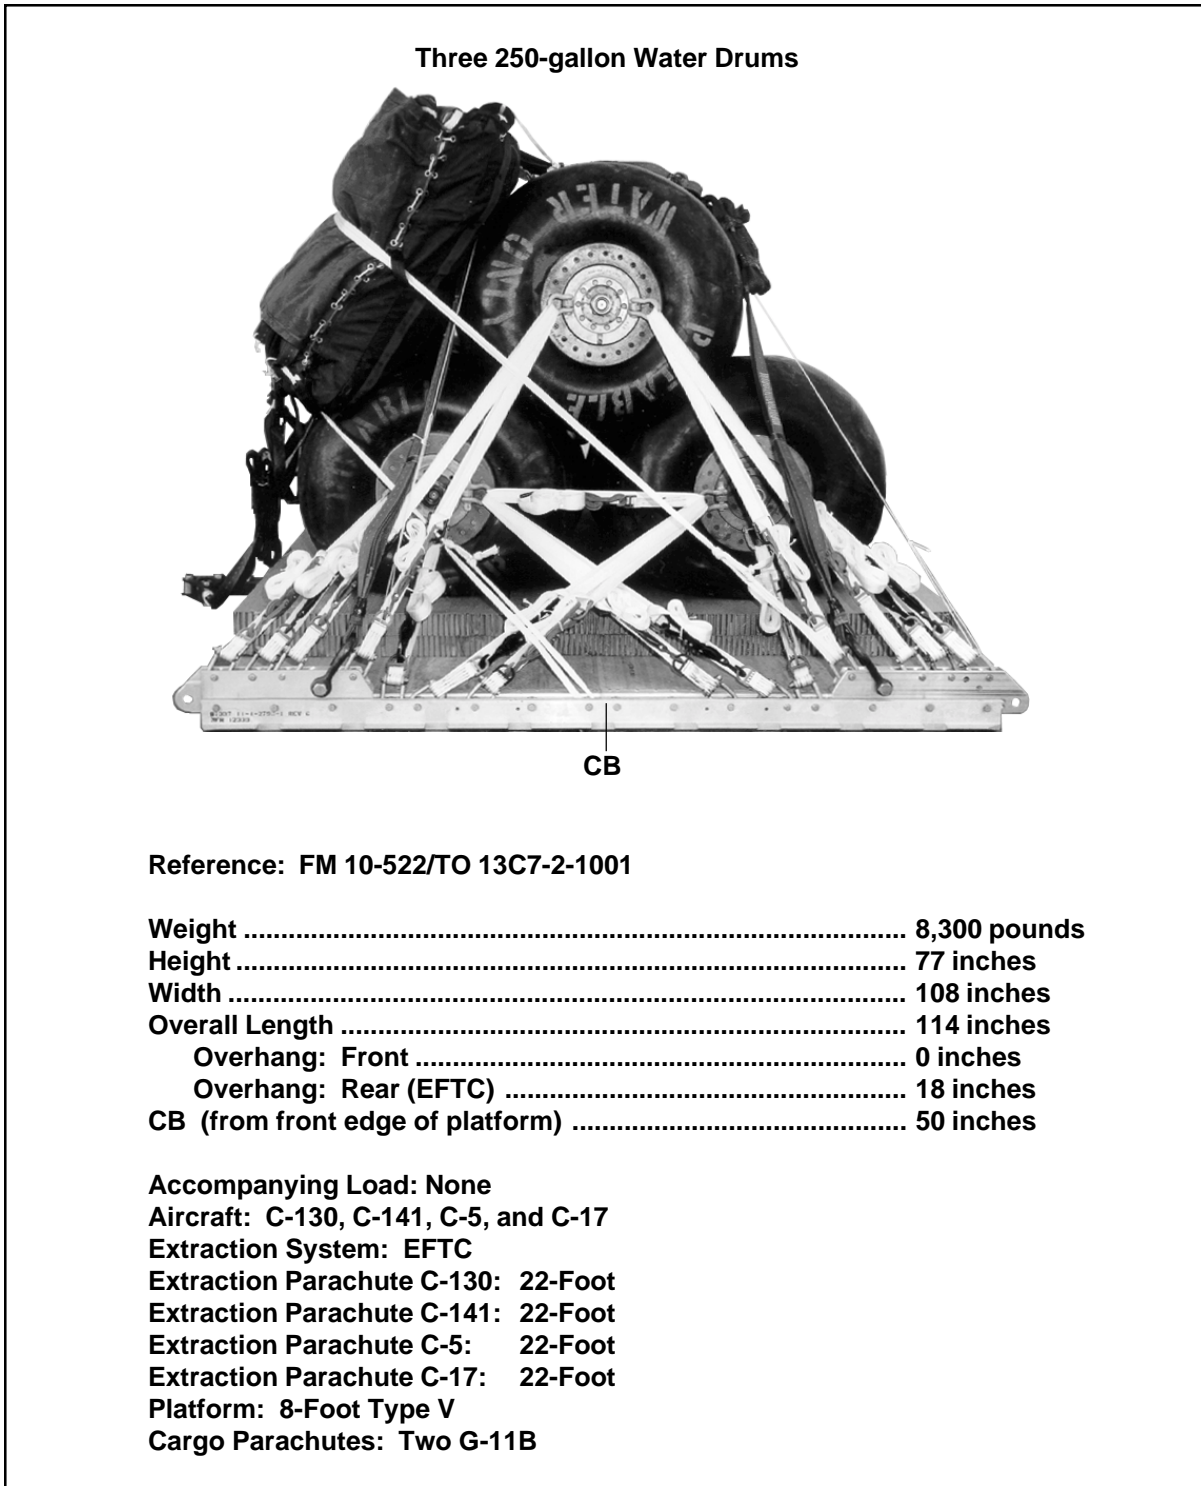 Three 250-gallon Water Drums
WATER ONLY
CB
Reference: FM 10-522/TO 13C7-2-1001
Weight .......................................................................................... 8,300 pounds
Height ........................................................................................... 77 inches
Width ............................................................................................ 108 inches
Overall Length ............................................................................. 114 inches
Overhang: Front .................................................................. 0 inches
Overhang: Rear (EFTC) ...................................................... 18 inches
CB (from front edge of platform) ............................................. 50 inches
Accompanying Load: None
Aircraft: C-130, C-141, C-5, and C-17
Extraction System: EFTC
Extraction Parachute C-130: 22-Foot
Extraction Parachute C-141: 22-Foot
Extraction Parachute C-5: 22-Foot
Extraction Parachute C-17: 22-Foot
Platform: 8-Foot Type V
Cargo Parachutes: Two G-11B